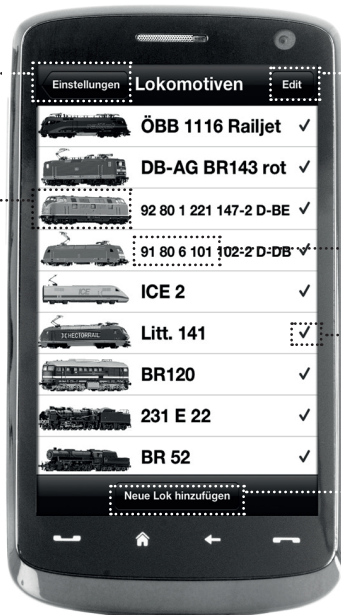 Einstellungen Lokomotiven Edit
ÖBB 1116 Railjet
DB-AG BR143 rot
92 80 1 221 147-2 D-BE
91 80 6 101 102-2 D-DB
ICE 2
HECTORRAIL Litt. 141
BR120
231 E 22
BR 52
Neue Lok hinzufügen